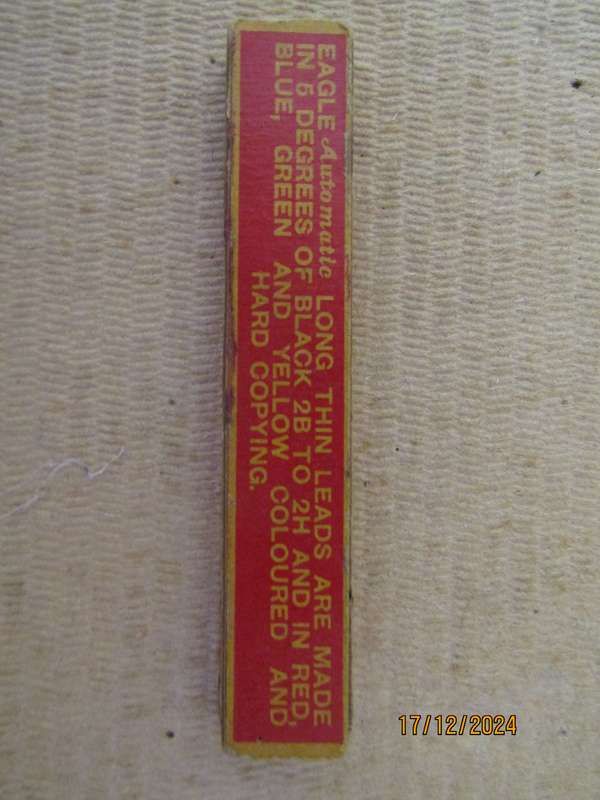 EAGLE Automatic LONG THIN LEADS ARE MADE
IN 5 DEGREES OF BLACK 2B TO 2H AND IN RED,
BLUE, GREEN AND YELLOW COLOURED AND
HARD COPYING.
17/12/2024